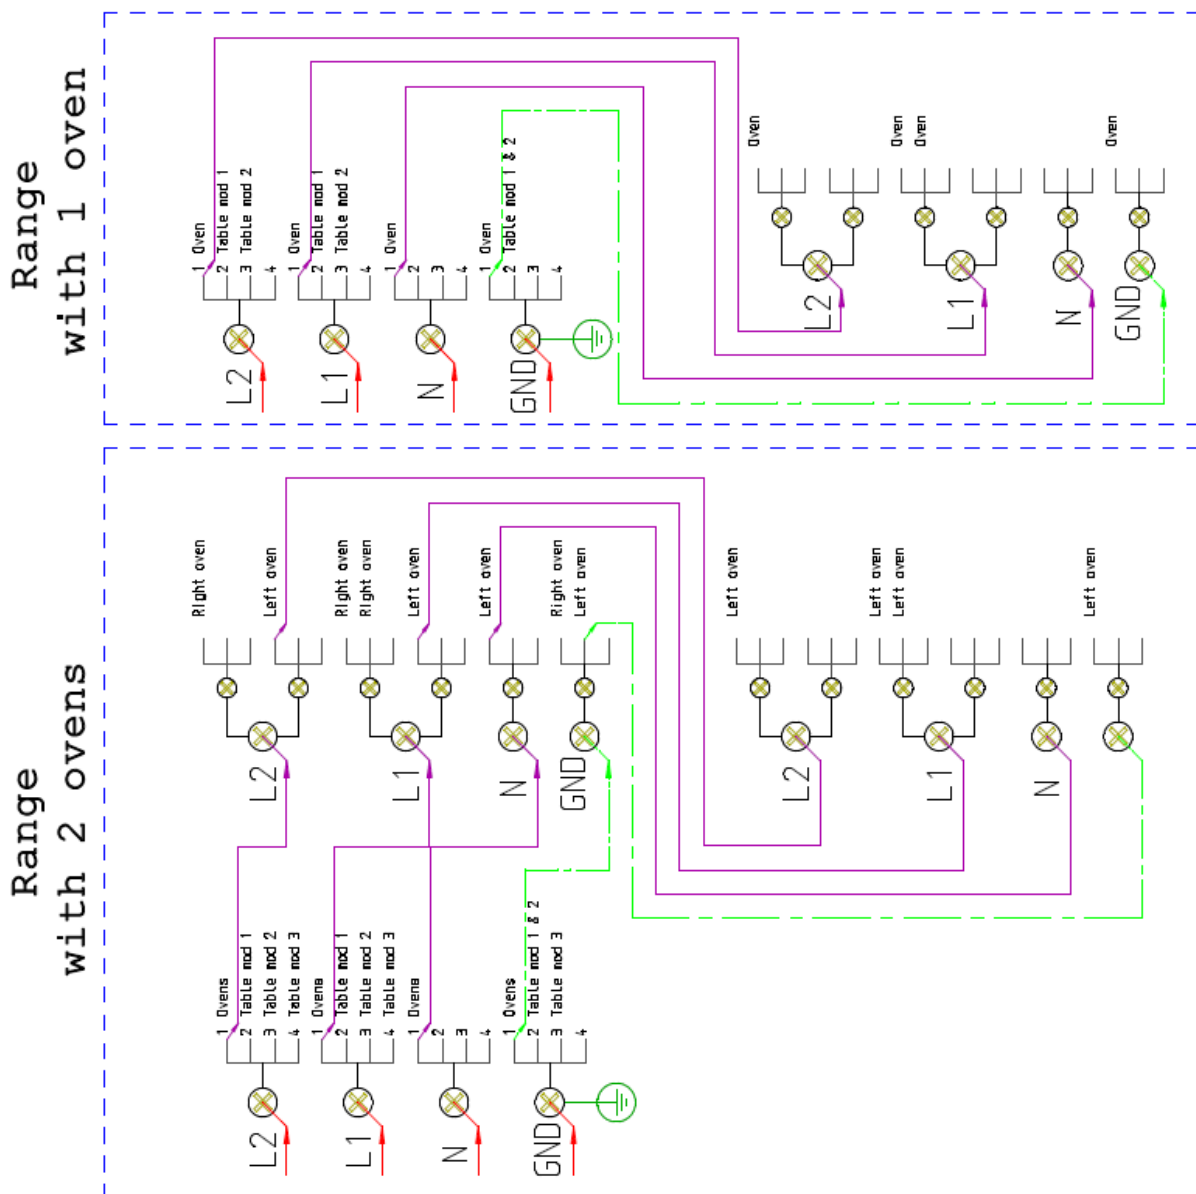 Range
with 1 oven
1 Oven
2 Table mod 1
3 Table mod 2
4
L2
1 Oven
2 Table mod 1
3 Table mod 2
4
L1
1 Oven
2
3
4
N
1 Oven
2 Table mod 1 & 2
3
4
GND
Oven
L2
Oven
Oven
L1
N
Oven
GND
Range
with 2 ovens
Right oven
Left oven
L2
Right oven
Right oven
Left oven
L1
Left oven
N
Right oven
Left oven
GND
Left oven
L2
Left oven
Left oven
L1
N
Left oven
1 Ovens
2 Table mod 1
3 Table mod 2
4 Table mod 3
L2
1 Ovens
2 Table mod 1
3 Table mod 2
4 Table mod 3
L1
1 Ovens
2
3
4
N
1 Ovens
2 Table mod 1 & 2
3 Table mod 3
4
GND